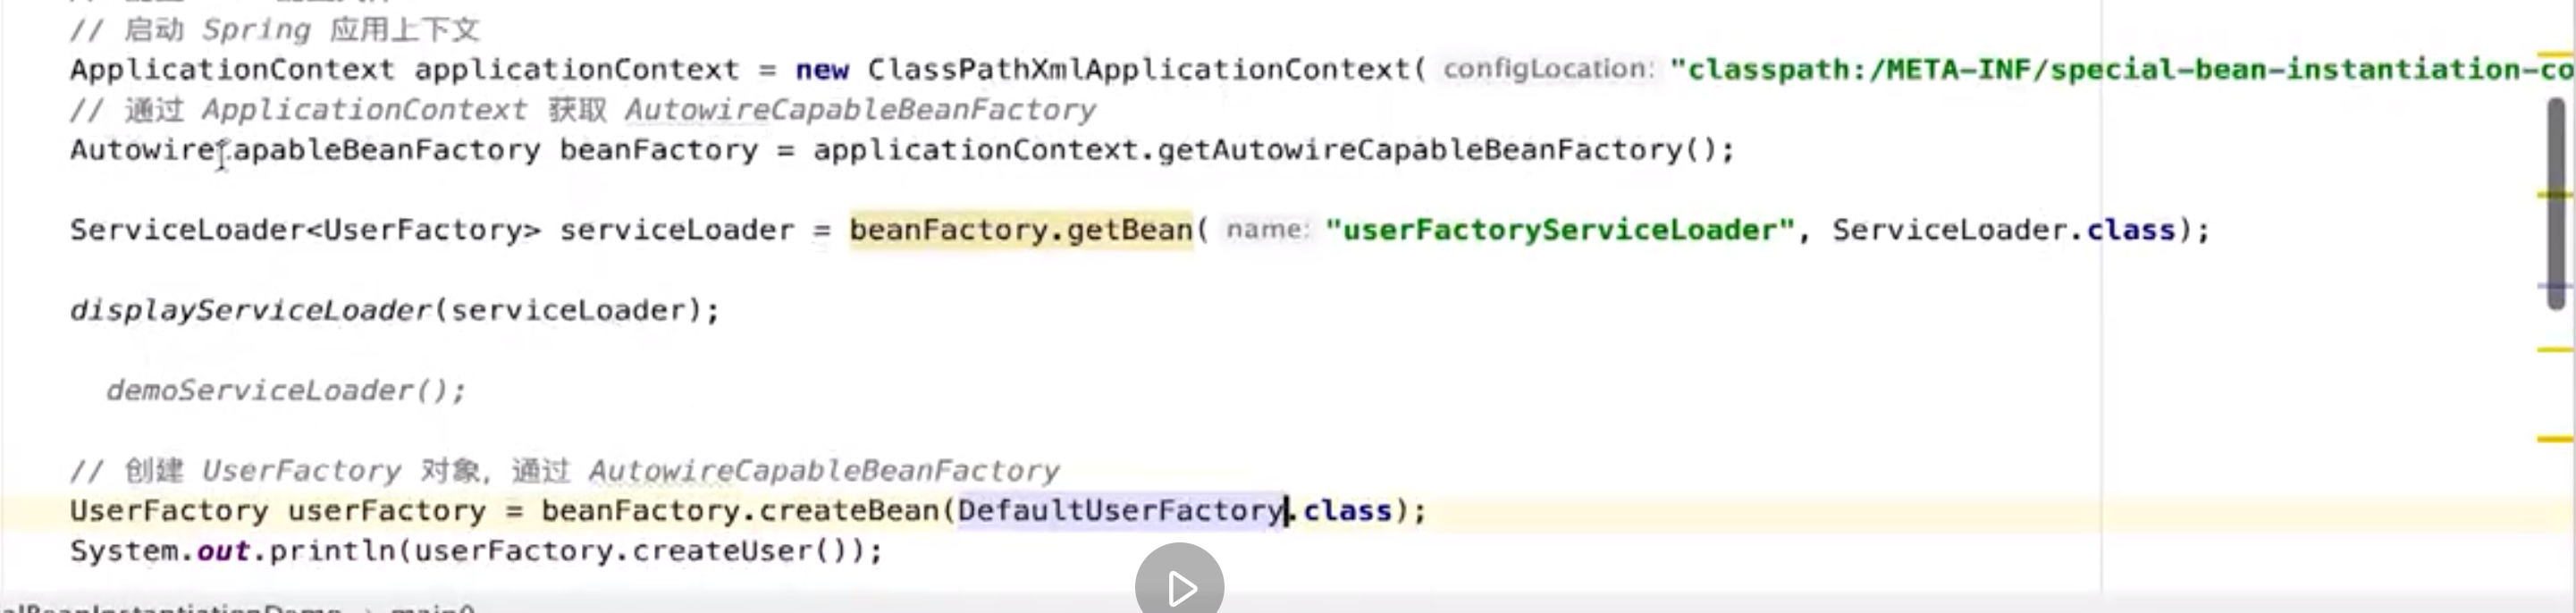 // 启动 Spring 应用上下文
ApplicationContext applicationContext = new ClassPathXmlApplicationContext( configLocation: "classpath:/META-INF/special-bean-instantiation-co
// 通过 ApplicationContext 获取 AutowireCapableBeanFactory
AutowireCapableBeanFactory beanFactory = applicationContext.getAutowireCapableBeanFactory();
ServiceLoader<UserFactory> serviceLoader = beanFactory.getBean( name: "userFactoryServiceLoader", ServiceLoader.class);
displayServiceLoader(serviceLoader);
demoServiceLoader();
// 创建 UserFactory 对象，通过 AutowireCapableBeanFactory
UserFactory userFactory = beanFactory.createBean(DefaultUserFactory.class);
System.out.println(userFactory.createUser());